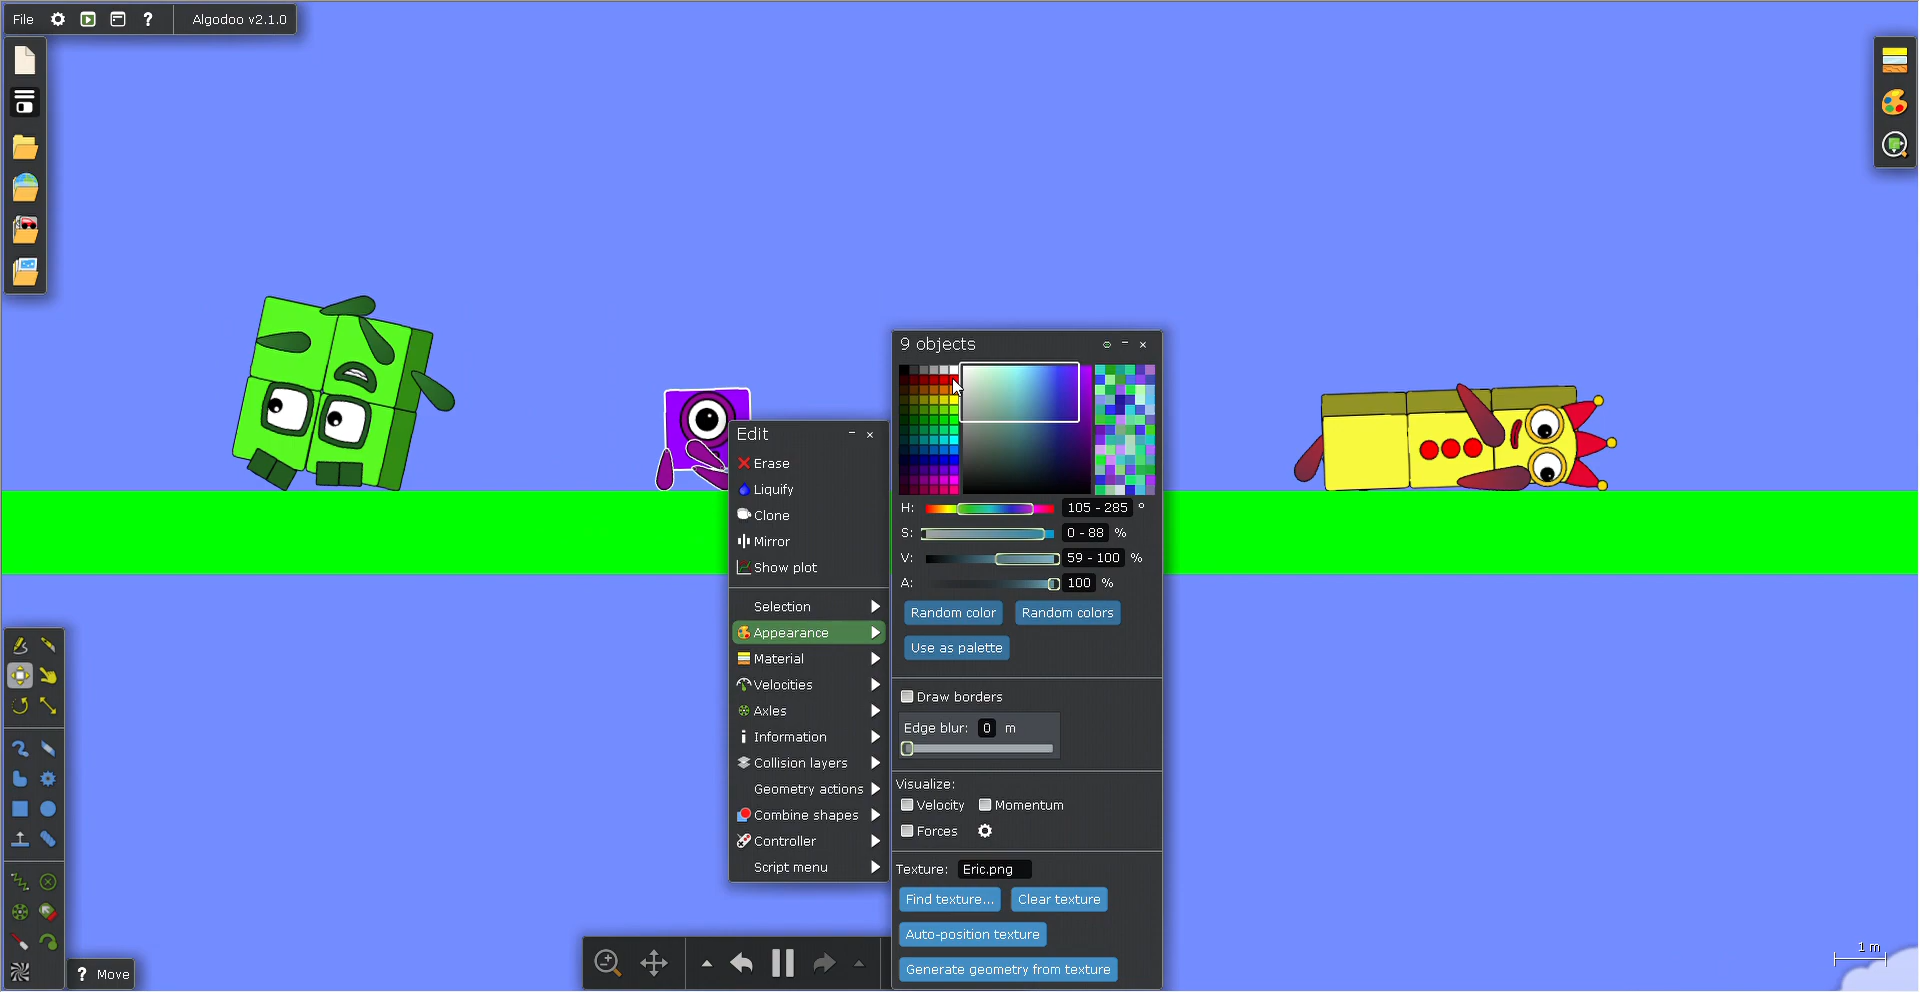 File ? Algodoo v2.1.0
9 objects
Edit
Erase
Liquify
Clone
Mirror
Show plot
Selection
Appearance
Material
Velocities
Axles
Information
Collision layers
Geometry actions
Combine shapes
Controller
Script menu
H: 105 - 285 °
S: 0 - 88 %
V: 59 - 100 %
A: 100 %
Random color Random colors
Use as palette
Draw borders
Edge blur: 0 m
Visualize:
Velocity Momentum
Forces
Texture: Eric.png
Find texture... Clear texture
Auto-position texture
Generate geometry from texture
? Move
1 m